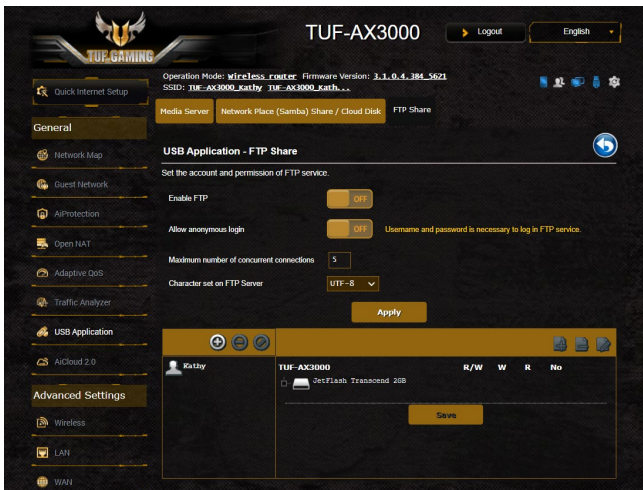 TUF GAMING
TUF-AX3000
Logout
English
Quick Internet Setup
Operation Mode: Wireless router Firmware Version: 3.1.0.4.384_5621
SSID: TUF-AX3000_Kathy TUF-AX3000_Kath...
Media Server
Network Place (Samba) Share / Cloud Disk
FTP Share
General
Network Map
Guest Network
AiProtection
Open NAT
Adaptive QoS
Traffic Analyzer
USB Application
AiCloud 2.0
Advanced Settings
Wireless
LAN
WAN
USB Application - FTP Share
Set the account and permission of FTP service.
Enable FTP
OFF
Allow anonymous login
OFF
Username and password is necessary to log in FTP service.
Maximum number of concurrent connections
5
Character set on FTP Server
UTF-8
Apply
Kathy
TUF-AX3000 R/W W R No
JetFlash Transcend 2GB
Save